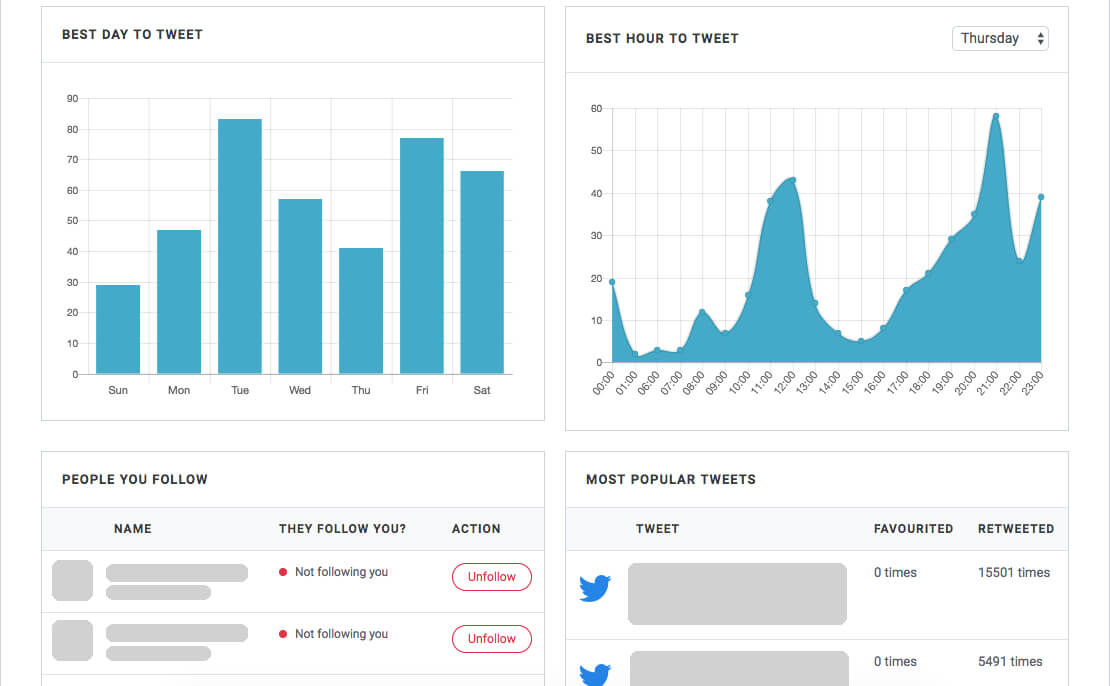 BEST DAY TO TWEET
90
80
70
60
50
40
30
20
10
0
Sun Mon Tue Wed Thu Fri Sat
BEST HOUR TO TWEET
Thursday
60
50
40
30
20
10
0
00:00 01:00 06:00 07:00 08:00 09:00 10:00 11:00 12:00 13:00 14:00 15:00 16:00 17:00 18:00 19:00 20:00 21:00 22:00 23:00
PEOPLE YOU FOLLOW
NAME THEY FOLLOW YOU? ACTION
Not following you Unfollow
Not following you Unfollow
MOST POPULAR TWEETS
TWEET FAVOURITED RETWEETED
0 times 15501 times
0 times 5491 times